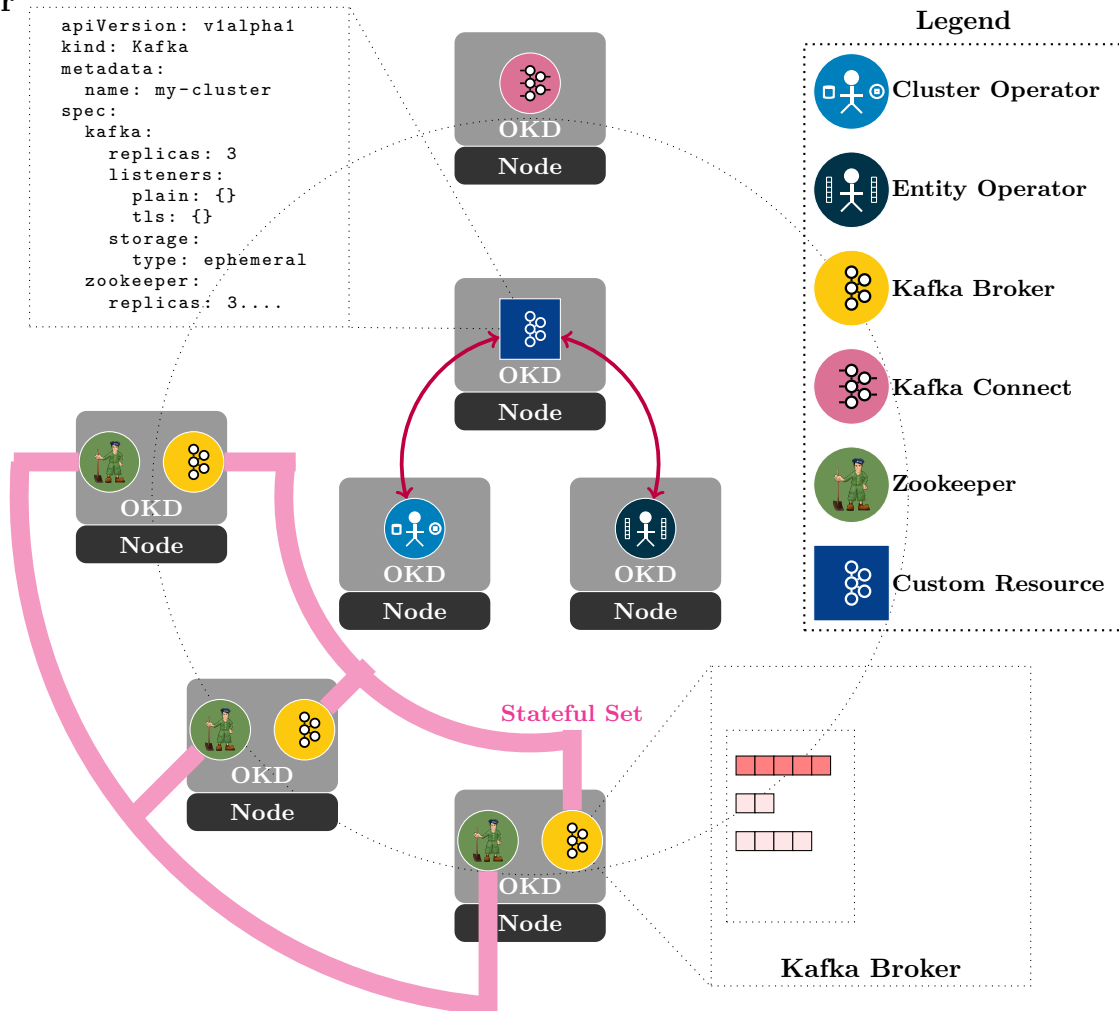 r
apiVersion: v1alpha1
kind: Kafka
metadata:
  name: my-cluster
spec:
  kafka:
    replicas: 3
    listeners:
      plain: {}
      tls: {}
    storage:
      type: ephemeral
  zookeeper:
    replicas: 3....
OKD
Node
Legend
Cluster Operator
Entity Operator
Kafka Broker
Kafka Connect
Zookeeper
Custom Resource
OKD
Node
OKD
Node
OKD
Node
OKD
Node
OKD
Node
Stateful Set
OKD
Node
Kafka Broker